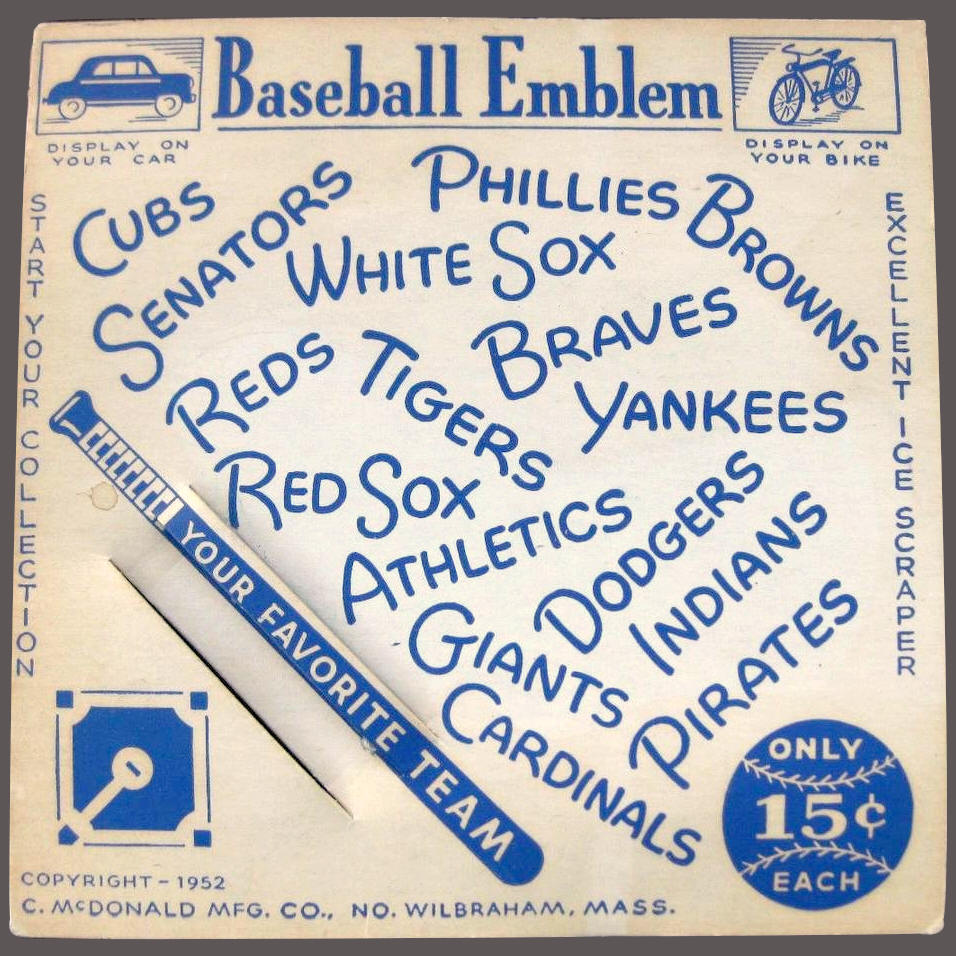 Baseball Emblem
DISPLAY ON
YOUR CAR
DISPLAY ON
YOUR BIKE
START YOUR COLLECTION
EXCELLENT ICE SCRAPER
CUBS
SENATORS
PHILLIES
BROWNS
WHITE SOX
BRAVES
REDS
TIGERS
YANKEES
RED SOX
ATHLETICS
DODGERS
INDIANS
GIANTS
PIRATES
CARDINALS
YOUR FAVORITE TEAM
ONLY
15¢
EACH
COPYRIGHT - 1952
C. McDONALD MFG. CO., NO. WILBRAHAM, MASS.